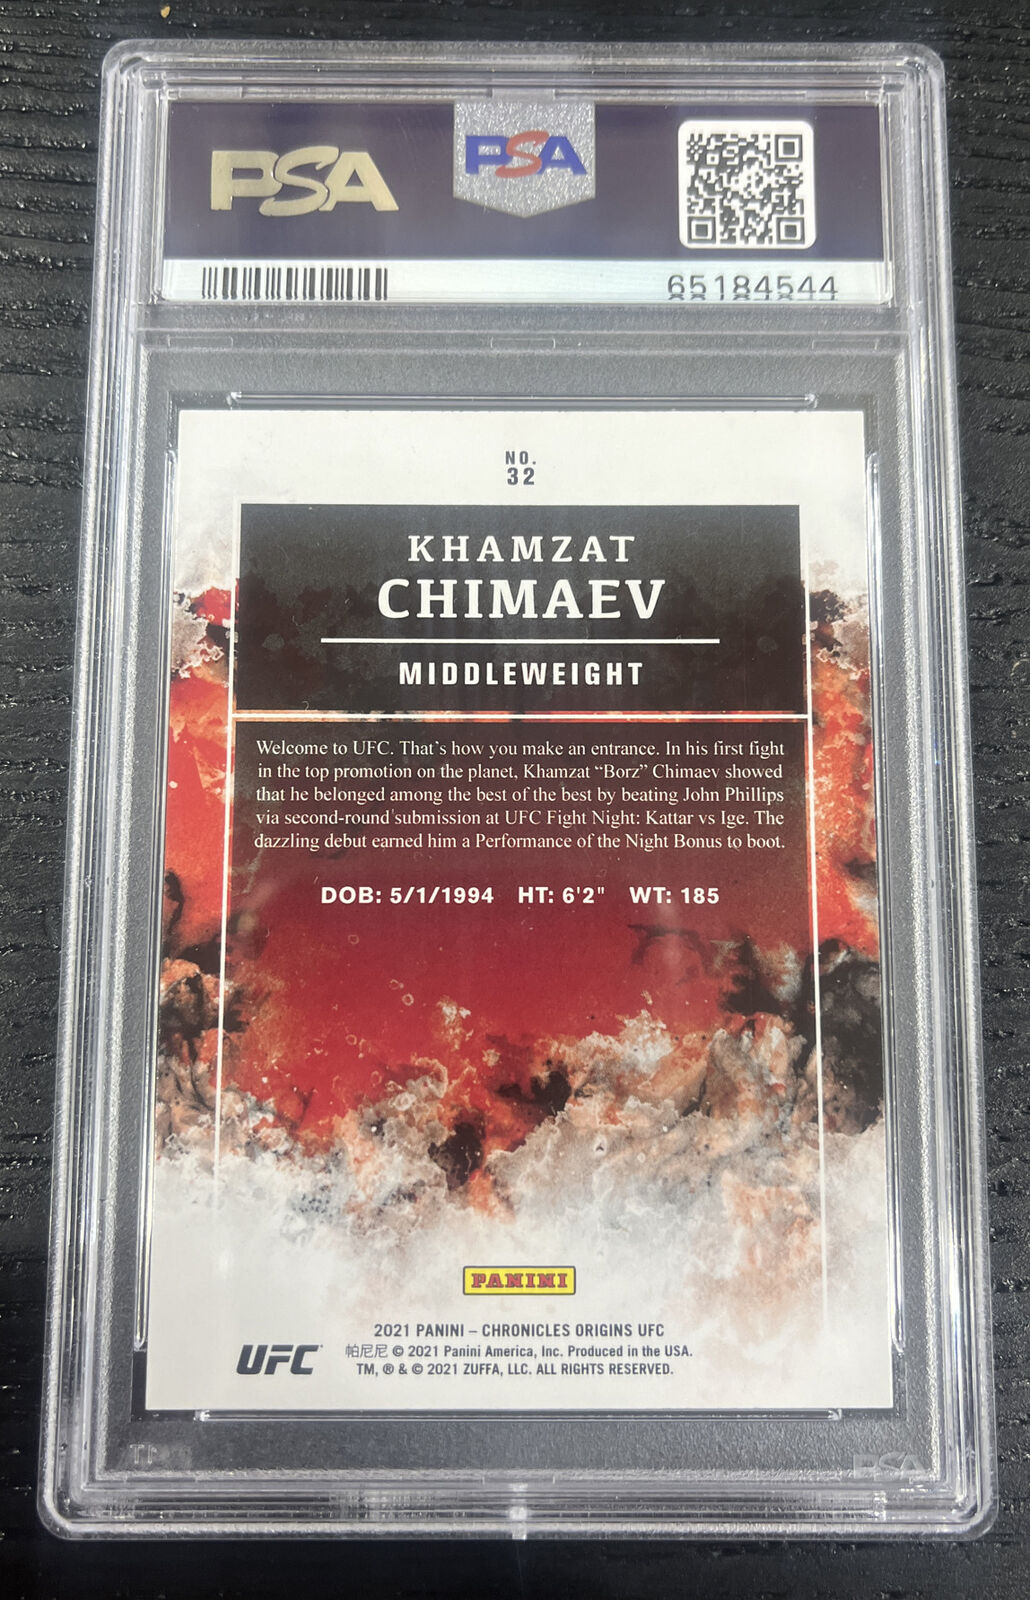 PSA
PSA
65184544
NO.
32
KHAMZAT
CHIMAEV
MIDDLEWEIGHT
Welcome to UFC. That's how you make an entrance. In his first fight
in the top promotion on the planet, Khamzat “Borz” Chimaev showed
that he belonged among the best of the best by beating John Phillips
via second-round submission at UFC Fight Night: Kattar vs Ige. The
dazzling debut earned him a Performance of the Night Bonus to boot.
DOB: 5/1/1994 HT: 6'2" WT: 185
PANINI
2021 PANINI – CHRONICLES ORIGINS UFC
帕尼尼 © 2021 Panini America, Inc. Produced in the USA.
TM, ® & © 2021 ZUFFA, LLC. ALL RIGHTS RESERVED.
UFC
PSA